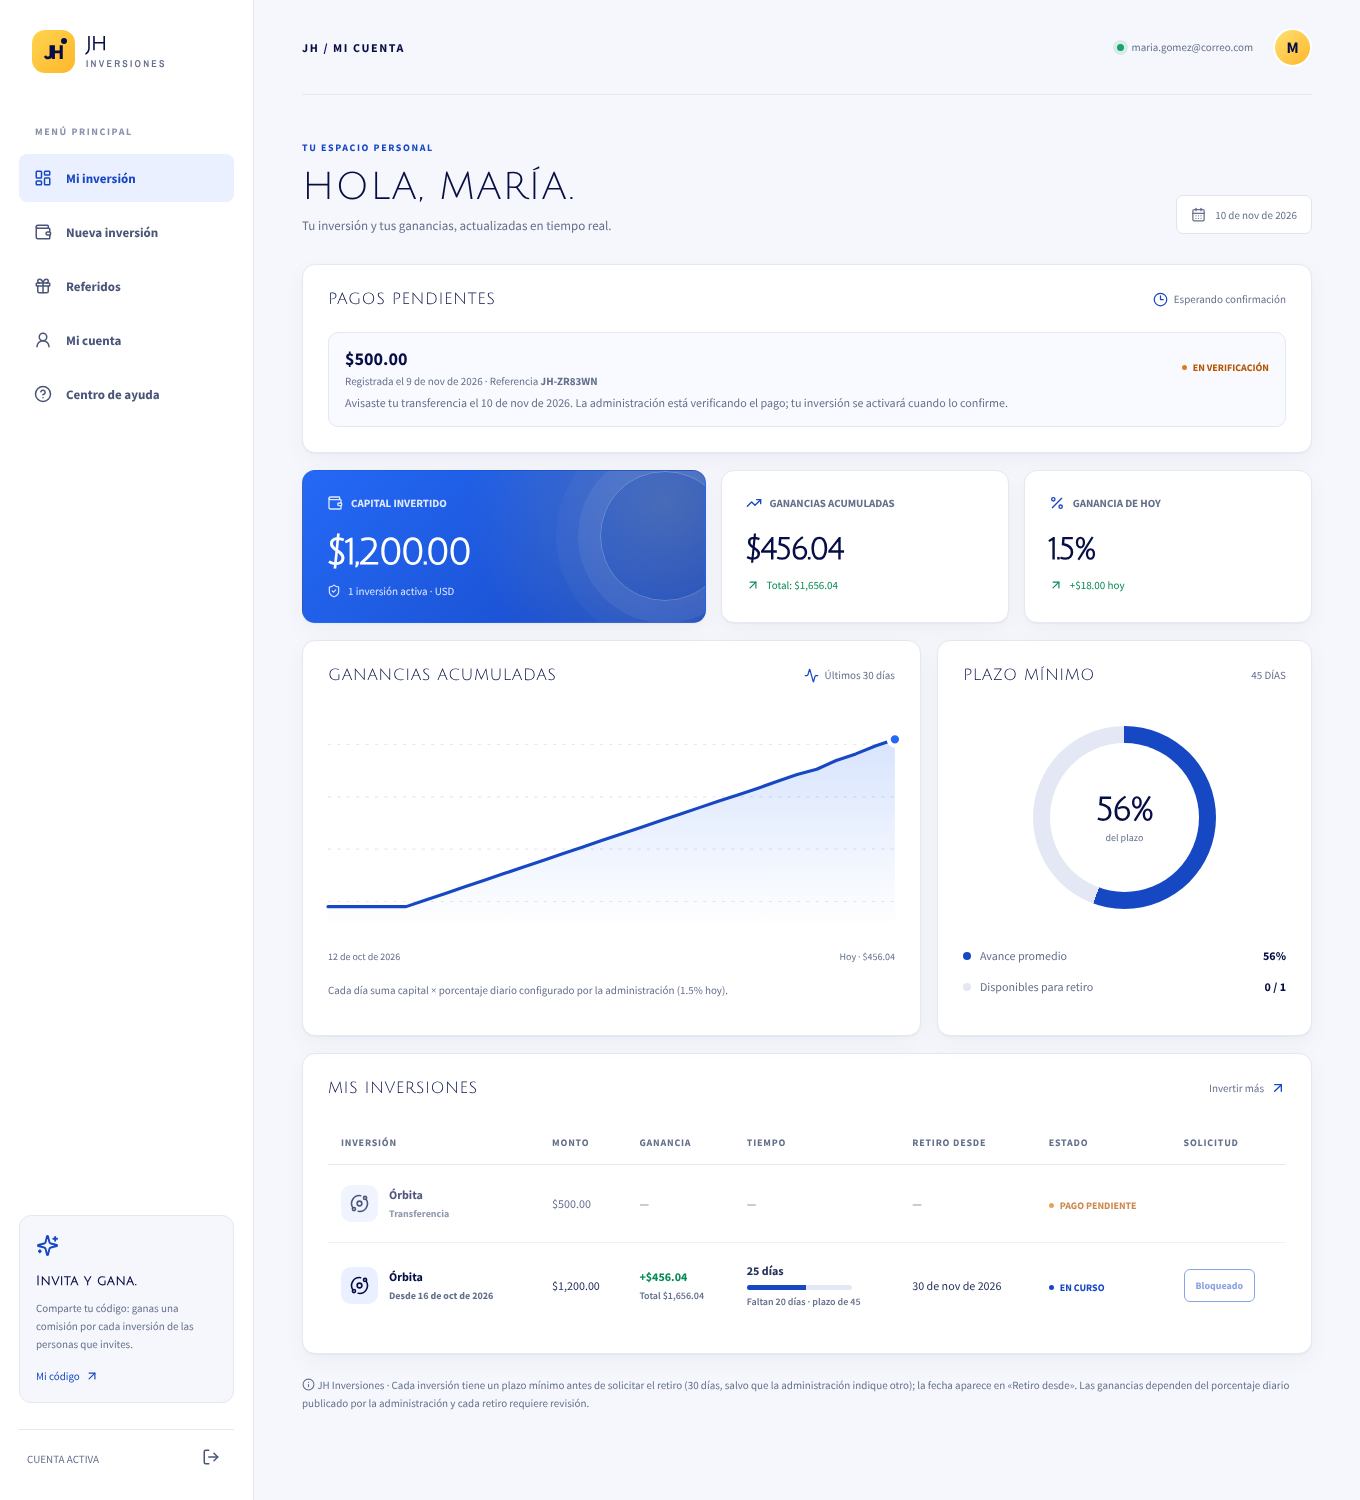 JH
JH
INVERSIONES
MENÚ PRINCIPAL
Mi inversión
Nueva inversión
Referidos
Mi cuenta
Centro de ayuda
INVITA Y GANA.
Comparte tu código: ganas una
comisión por cada inversión de las
personas que invites.
Mi código
CUENTA ACTIVA
JH / MI CUENTA
maria.gomez@correo.com
M
TU ESPACIO PERSONAL
HOLA, MARÍA.
Tu inversión y tus ganancias, actualizadas en tiempo real.
10 de nov de 2026
PAGOS PENDIENTES
Esperando confirmación
$500.00
EN VERIFICACIÓN
Registrada el 9 de nov de 2026 · Referencia JH-ZR83WN
Avisaste tu transferencia el 10 de nov de 2026. La administración está verificando el pago; tu inversión se activará cuando lo confirme.
CAPITAL INVERTIDO
$1,200.00
1 inversión activa · USD
GANANCIAS ACUMULADAS
$456.04
Total: $1,656.04
GANANCIA DE HOY
1.5%
+$18.00 hoy
GANANCIAS ACUMULADAS
Últimos 30 días
12 de oct de 2026
Hoy · $456.04
Cada día suma capital × porcentaje diario configurado por la administración (1.5% hoy).
PLAZO MÍNIMO
45 DÍAS
56%
del plazo
Avance promedio 56%
Disponibles para retiro 0 / 1
MIS INVERSIONES
Invertir más
INVERSIÓN MONTO GANANCIA TIEMPO RETIRO DESDE ESTADO SOLICITUD
Órbita
Transferencia
$500.00 — — — PAGO PENDIENTE
Órbita
Desde 16 de oct de 2026
$1,200.00
+$456.04
Total $1,656.04
25 días
Faltan 20 días · plazo de 45
30 de nov de 2026
EN CURSO
Bloqueado
JH Inversiones · Cada inversión tiene un plazo mínimo antes de solicitar el retiro (30 días, salvo que la administración indique otro); la fecha aparece en «Retiro desde». Las ganancias dependen del porcentaje diario
publicado por la administración y cada retiro requiere revisión.